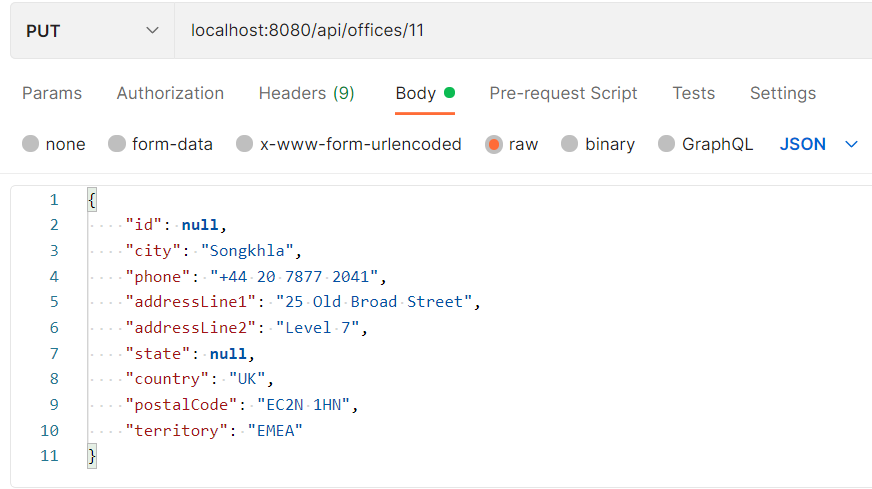 PUT localhost:8080/api/offices/11
Params Authorization Headers (9) Body Pre-request Script Tests Settings
none form-data x-www-form-urlencoded raw binary GraphQL JSON
1 {
2 "id": null,
3 "city": "Songkhla",
4 "phone": "+44 20 7877 2041",
5 "addressLine1": "25 Old Broad Street",
6 "addressLine2": "Level 7",
7 "state": null,
8 "country": "UK",
9 "postalCode": "EC2N 1HN",
10 "territory": "EMEA"
11 }